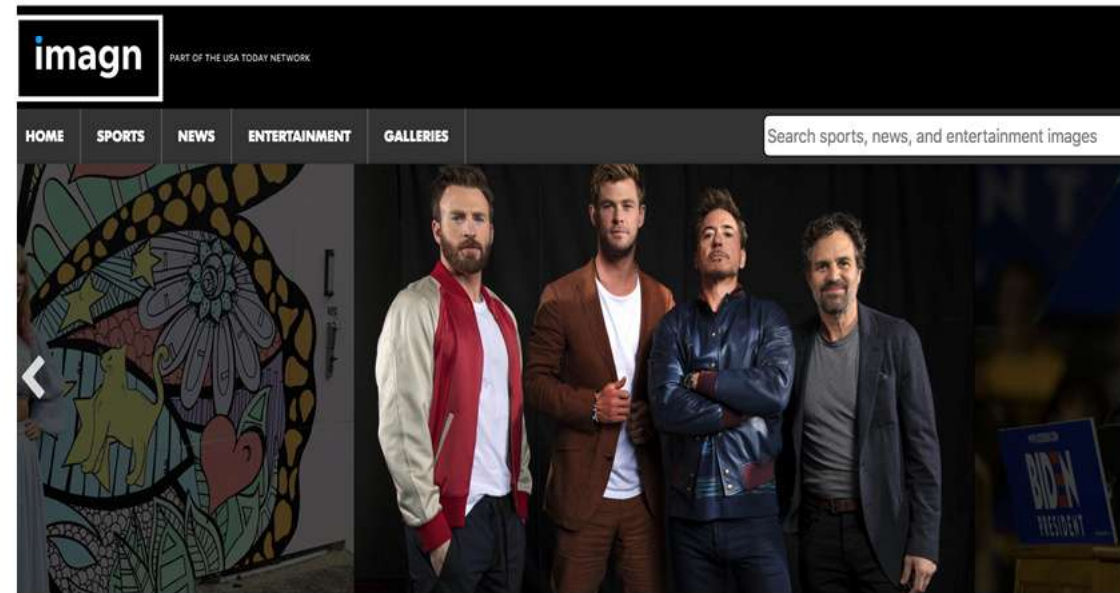 imagn
PART OF THE USA TODAY NETWORK
HOME SPORTS NEWS ENTERTAINMENT GALLERIES
Search sports, news, and entertainment images
BIDEN
PRESIDENT